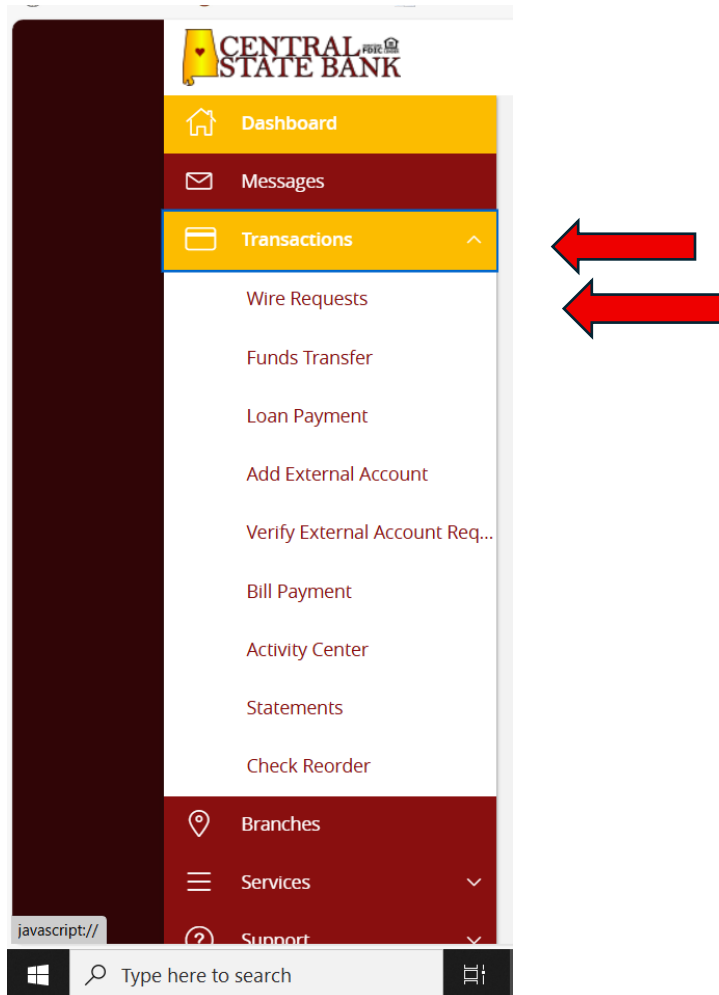 CENTRAL FDIC
STATE BANK
Dashboard
Messages
Transactions
Wire Requests
Funds Transfer
Loan Payment
Add External Account
Verify External Account Req...
Bill Payment
Activity Center
Statements
Check Reorder
Branches
Services
Support
javascript://
Type here to search